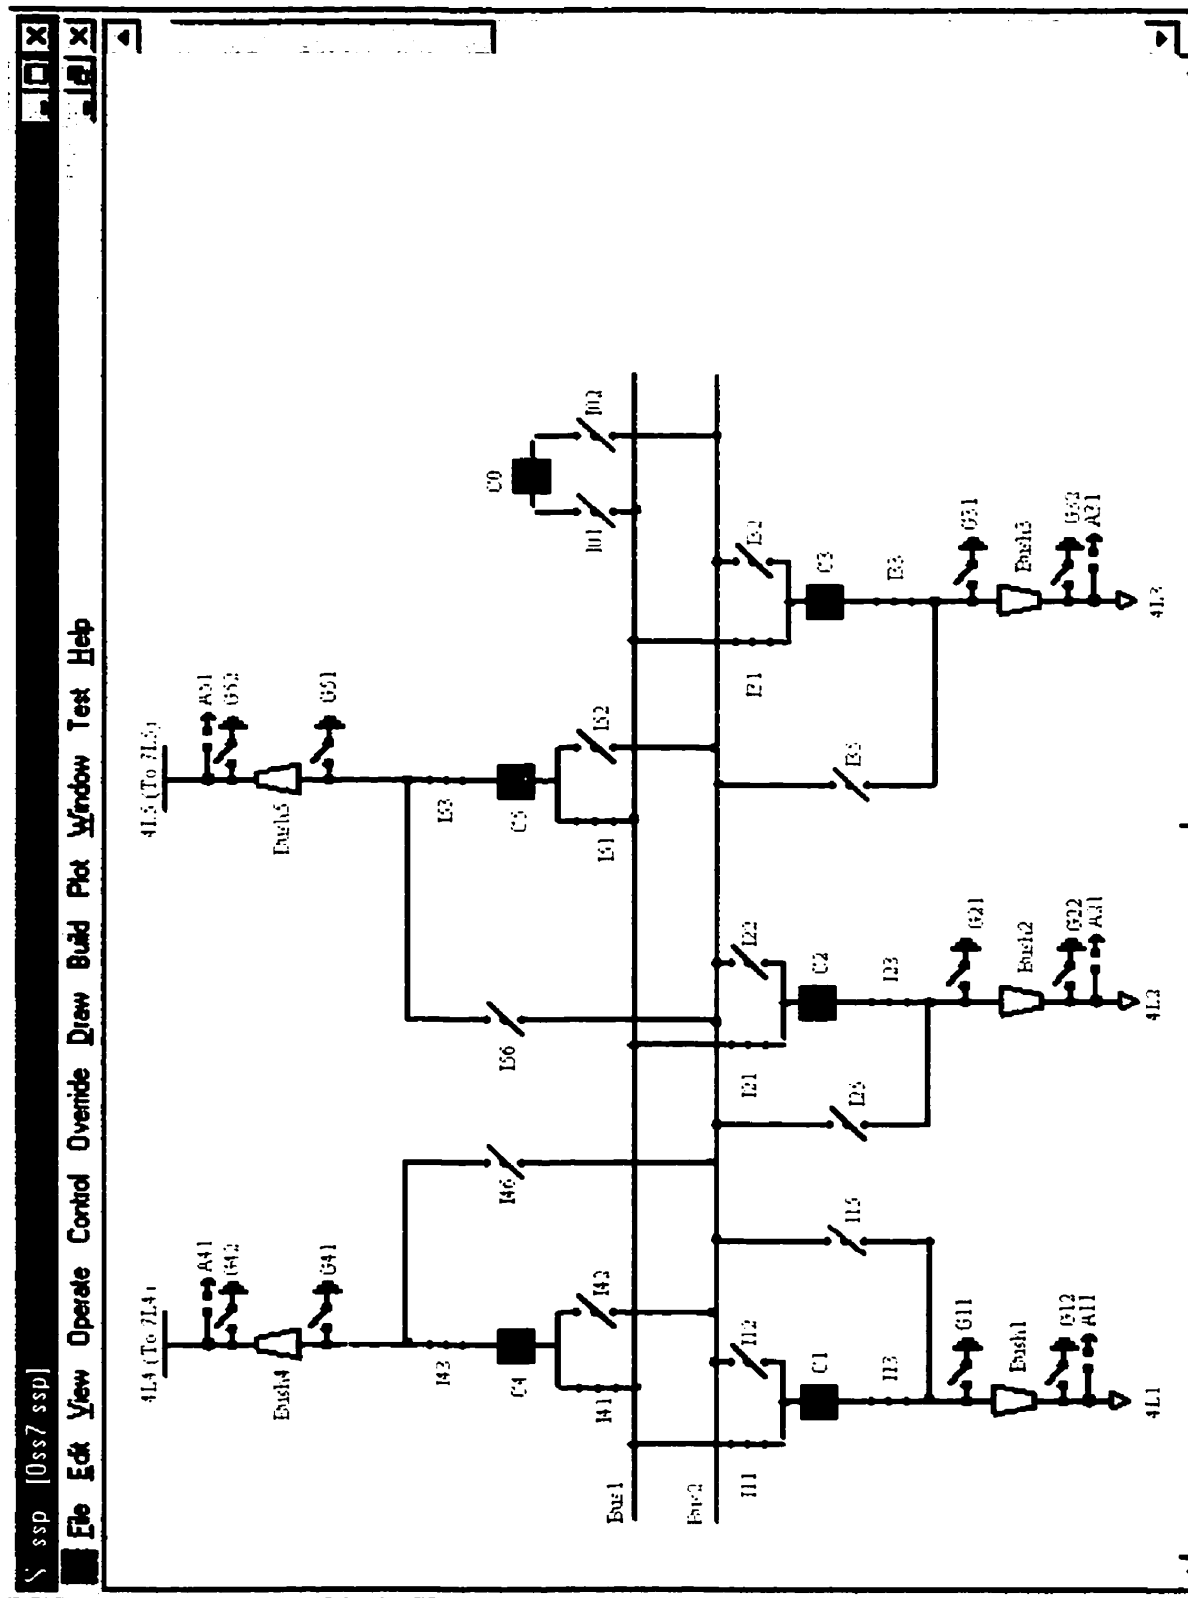 ssp [Oss7 ssp]
File Edit View Operate Control Override Draw Build Plot Window Test Help
4L4 (To 7L4)
4L5 (To 7L5)
A41
A51
G42
G52
Bush4
Bush5
G41
G51
I43
I53
C4
C5
C0
I46
I56
I41
I42
I51
I52
I01
I02
Bus1
Bus2
I11
I12
I21
I22
I31
I32
C1
C2
C3
I15
I25
I35
I13
I23
I33
G11
G21
G31
Bush1
Bush2
Bush3
G12
G22
G32
A11
A21
A31
4L1
4L2
4L3